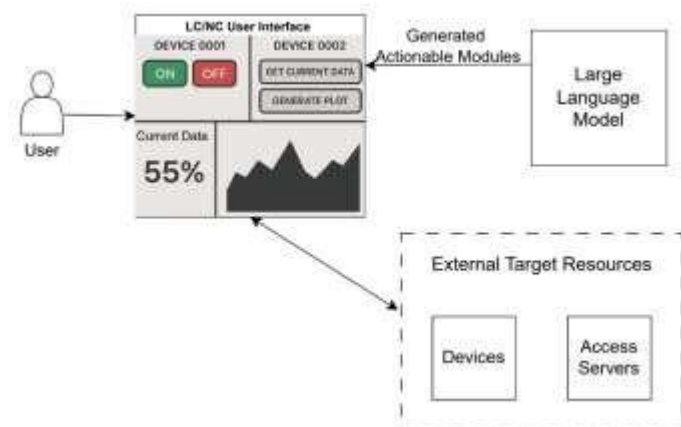 LC/NC User Interface
DEVICE 0001
DEVICE 0002
ON
OFF
GET CURRENT DATA
GENERATE PLOT
Current Data
55%
User
Generated
Actionable Modules
Large
Language
Model
External Target Resources
Devices
Access
Servers